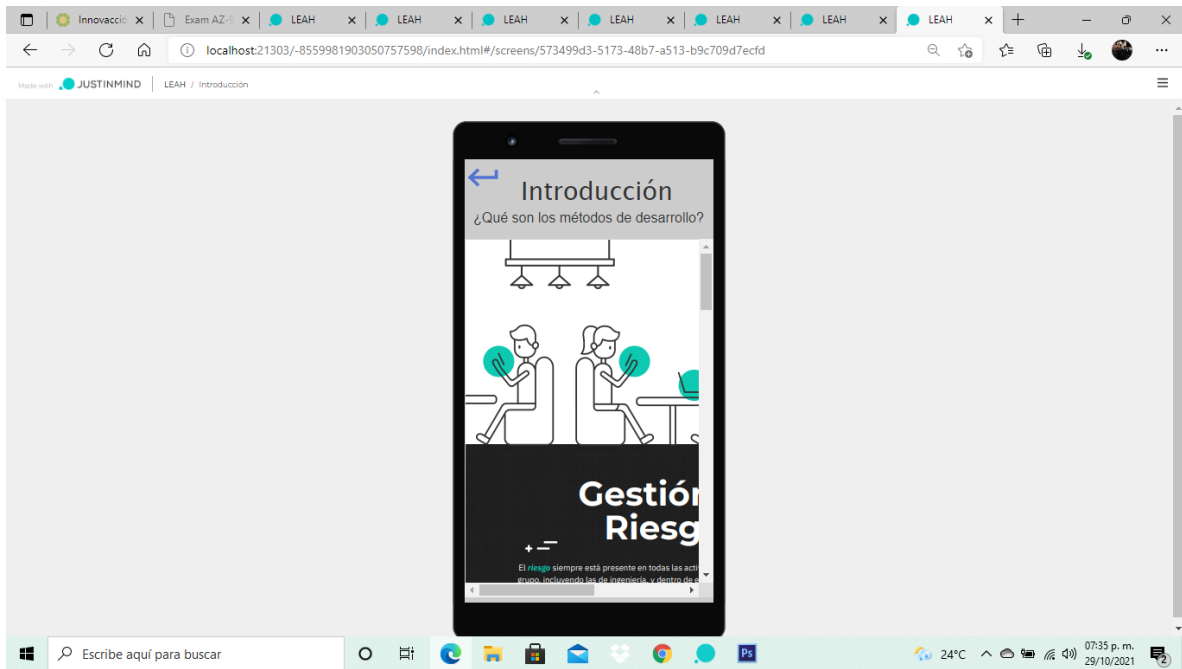 Innovacció
Exam AZ-9
LEAH
LEAH
LEAH
LEAH
LEAH
LEAH
LEAH
localhost:21303/-8559981903050757598/index.html#/screens/573499d3-5173-48b7-a513-b9c709d7ecfd
Made with JUSTINMIND LEAH / Introducción
Introducción
¿Qué son los métodos de desarrollo?
Gestión
Riesg
El riesgo siempre está presente en todas las acti
grupo, incluyendo las de ingeniería, y dentro de e
Escribe aquí para buscar
Ps
24°C
07:35 p. m.
29/10/2021
2